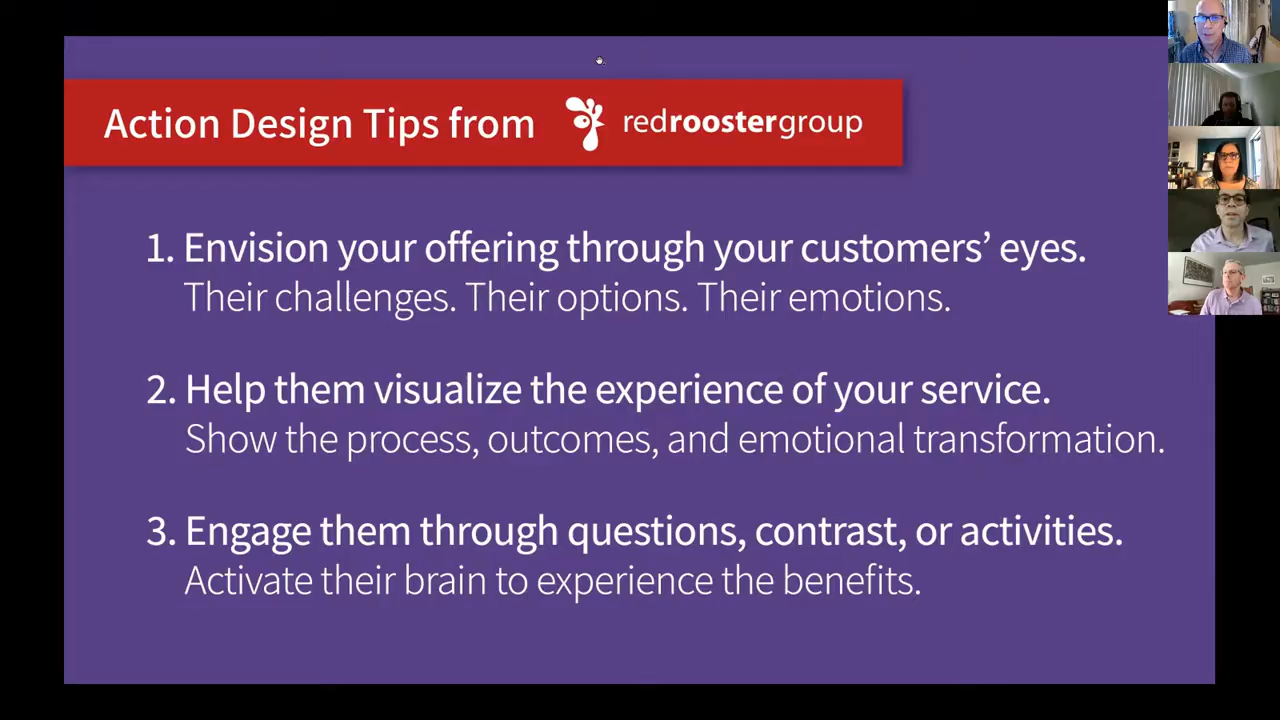 Action Design Tips from redroostergroup
1. Envision your offering through your customers’ eyes.
Their challenges. Their options. Their emotions.
2. Help them visualize the experience of your service.
Show the process, outcomes, and emotional transformation.
3. Engage them through questions, contrast, or activities.
Activate their brain to experience the benefits.